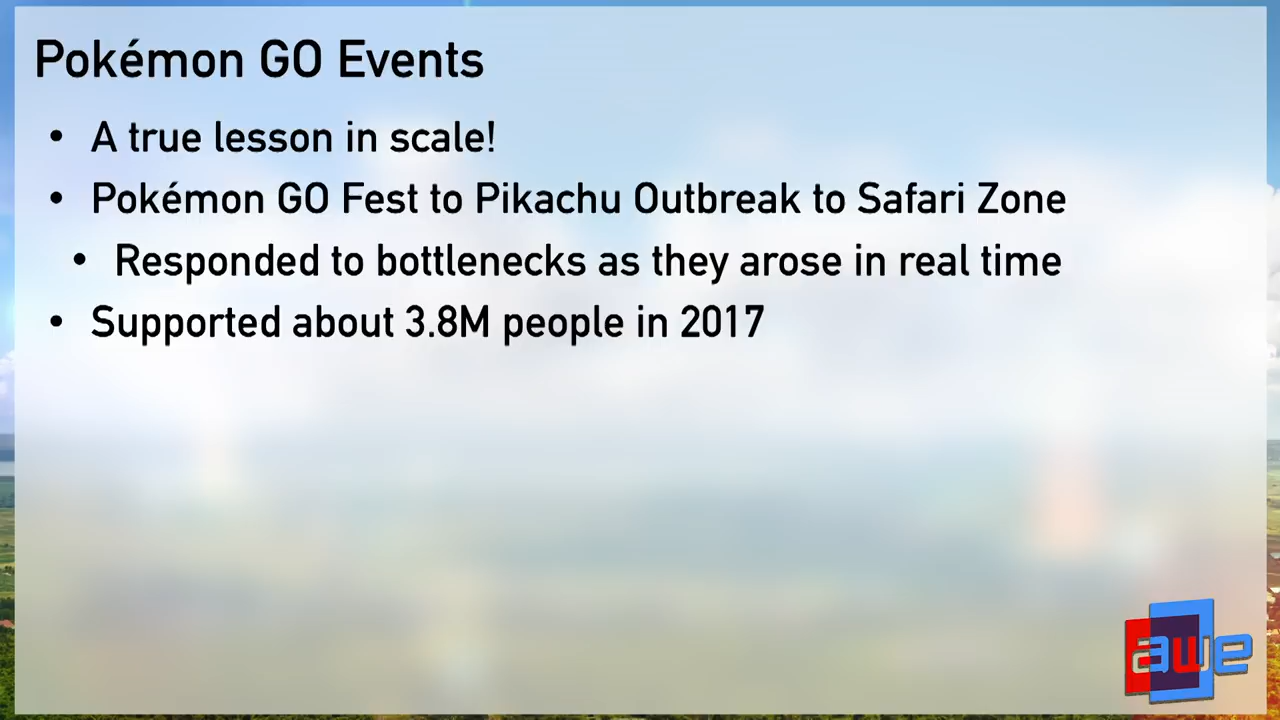 Pokémon GO Events
• A true lesson in scale!
• Pokémon GO Fest to Pikachu Outbreak to Safari Zone
• Responded to bottlenecks as they arose in real time
• Supported about 3.8M people in 2017
awe